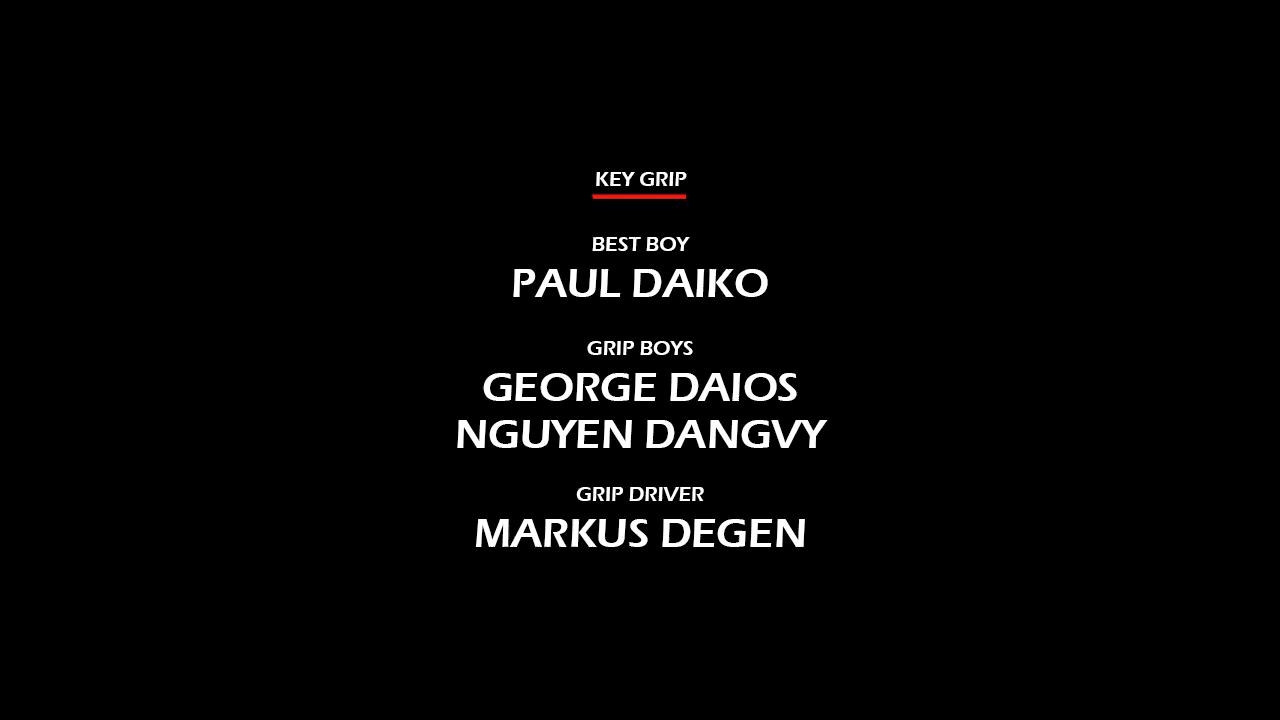 KEY GRIP
BEST BOY
PAUL DAIKO
GRIP BOYS
GEORGE DAIOS
NGUYEN DANGVY
GRIP DRIVER
MARKUS DEGEN